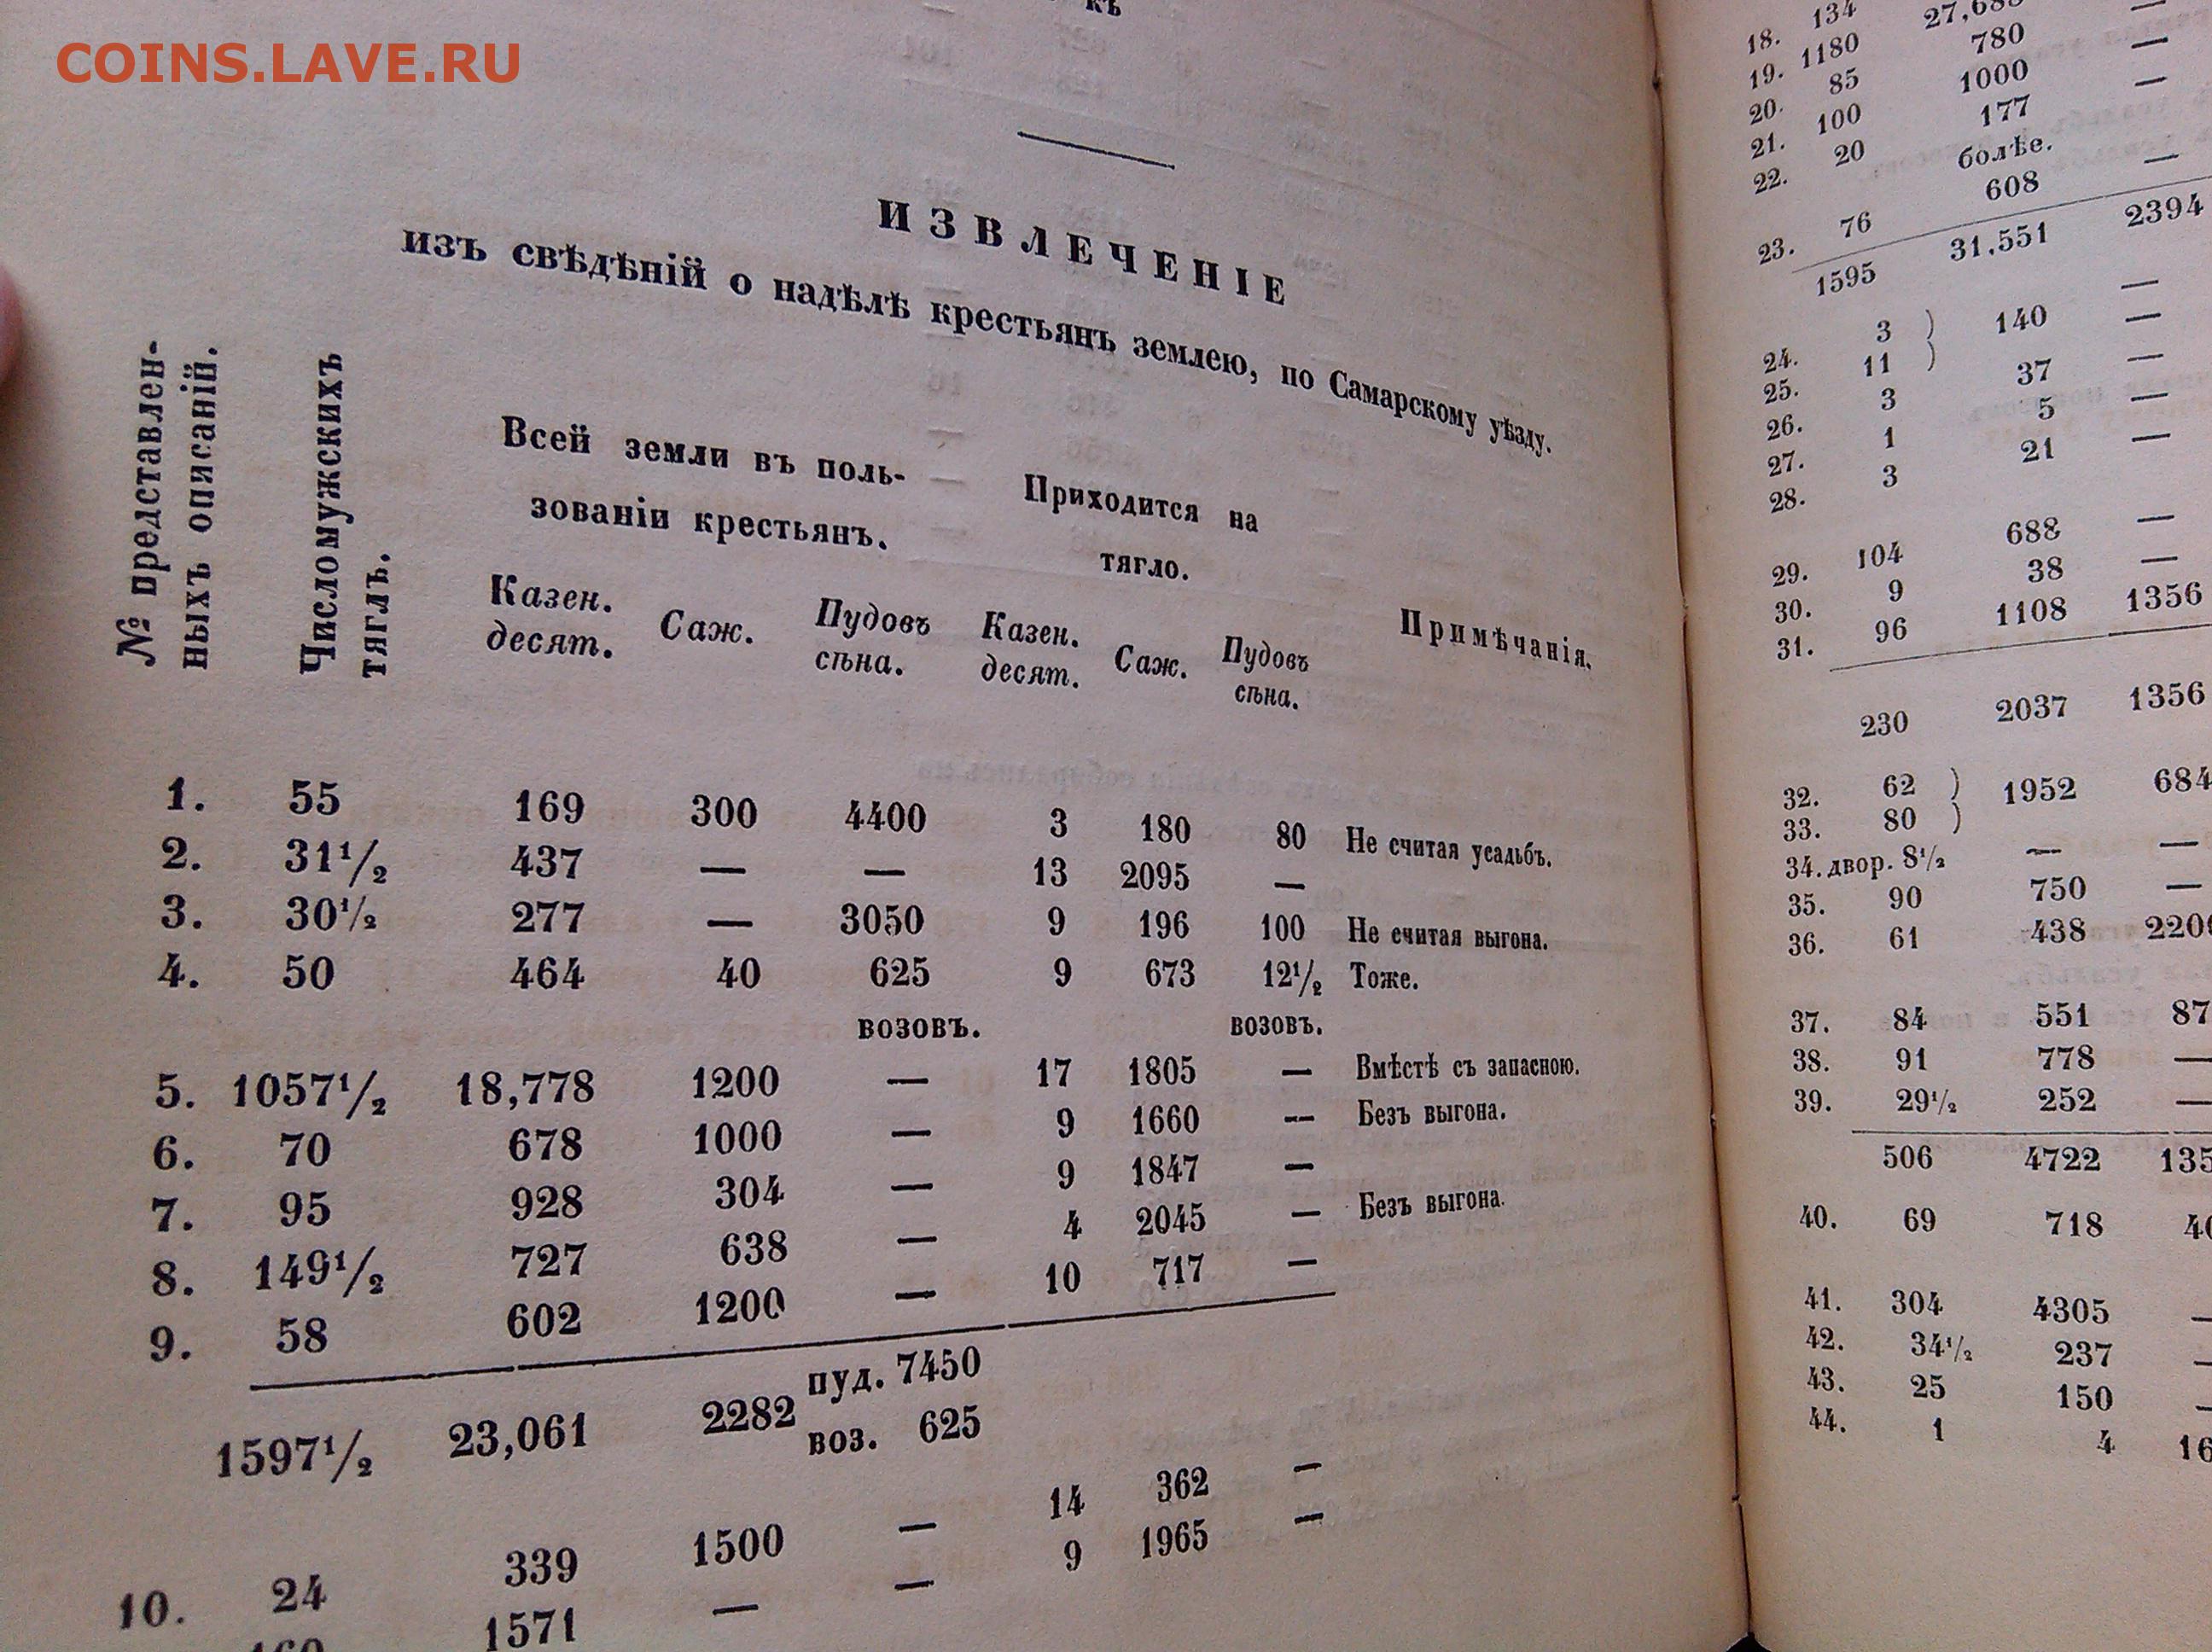 COINS.LAVE.RU
къ
ИЗВЛЕЧЕНІЕ
изъ свѣдѣній о надѣлѣ крестьянъ землею, по Самарскому уѣзду.
№ представлен-
ныхъ описаній.
Число мужскихъ
тяглъ.
Всей земли въ поль-
зованіи крестьянъ.
Приходится на
тягло.
Казен. десят. Саж. Пудовъ сѣна. Казен. десят. Саж. Пудовъ сѣна. Примѣчанія.
1. 55 169 300 4400 3 180 80 Не считая усадьбъ.
2. 31¹/₂ 437 — — 13 2095 —
3. 30¹/₂ 277 — 3050 9 196 100 Не считая выгона.
4. 50 464 40 625 9 673 12¹/₂ Тоже.
возовъ. возовъ.
5. 1057¹/₂ 18,778 1200 — 17 1805 — Вмѣстѣ съ запасною.
6. 70 678 1000 — 9 1660 — Безъ выгона.
7. 95 928 304 — 9 1847 —
8. 149¹/₂ 727 638 — 4 2045 — Безъ выгона.
9. 58 602 1200 — 10 717 —
1597¹/₂ 23,061 2282 пуд. 7450
воз. 625
10. 24 339 1500 — 14 362 —
1571 — — 9 1965 —
18. 134 27,685 —
19. 1180 780 —
20. 85 1000 —
21. 100 177
22. 20 болѣе. —
23. 76 608
1595 31,551 2394
24. 3 ) 140 —
25. 11 ) —
26. 3 37 —
27. 1 5 —
28. 3 21 —
29. 104 688 —
30. 9 38 —
31. 96 1108 1356
230 2037 1356
32. 62 ) 1952 684
33. 80 )
34. двор. 8¹/₂ — —
35. 90 750 —
36. 61 438
37. 84 551
38. 91 778 —
39. 29¹/₂ 252 —
506 4722
40. 69 718
41. 304 4305 —
42. 34¹/₂ 237 —
43. 25 150 —
44. 1 4